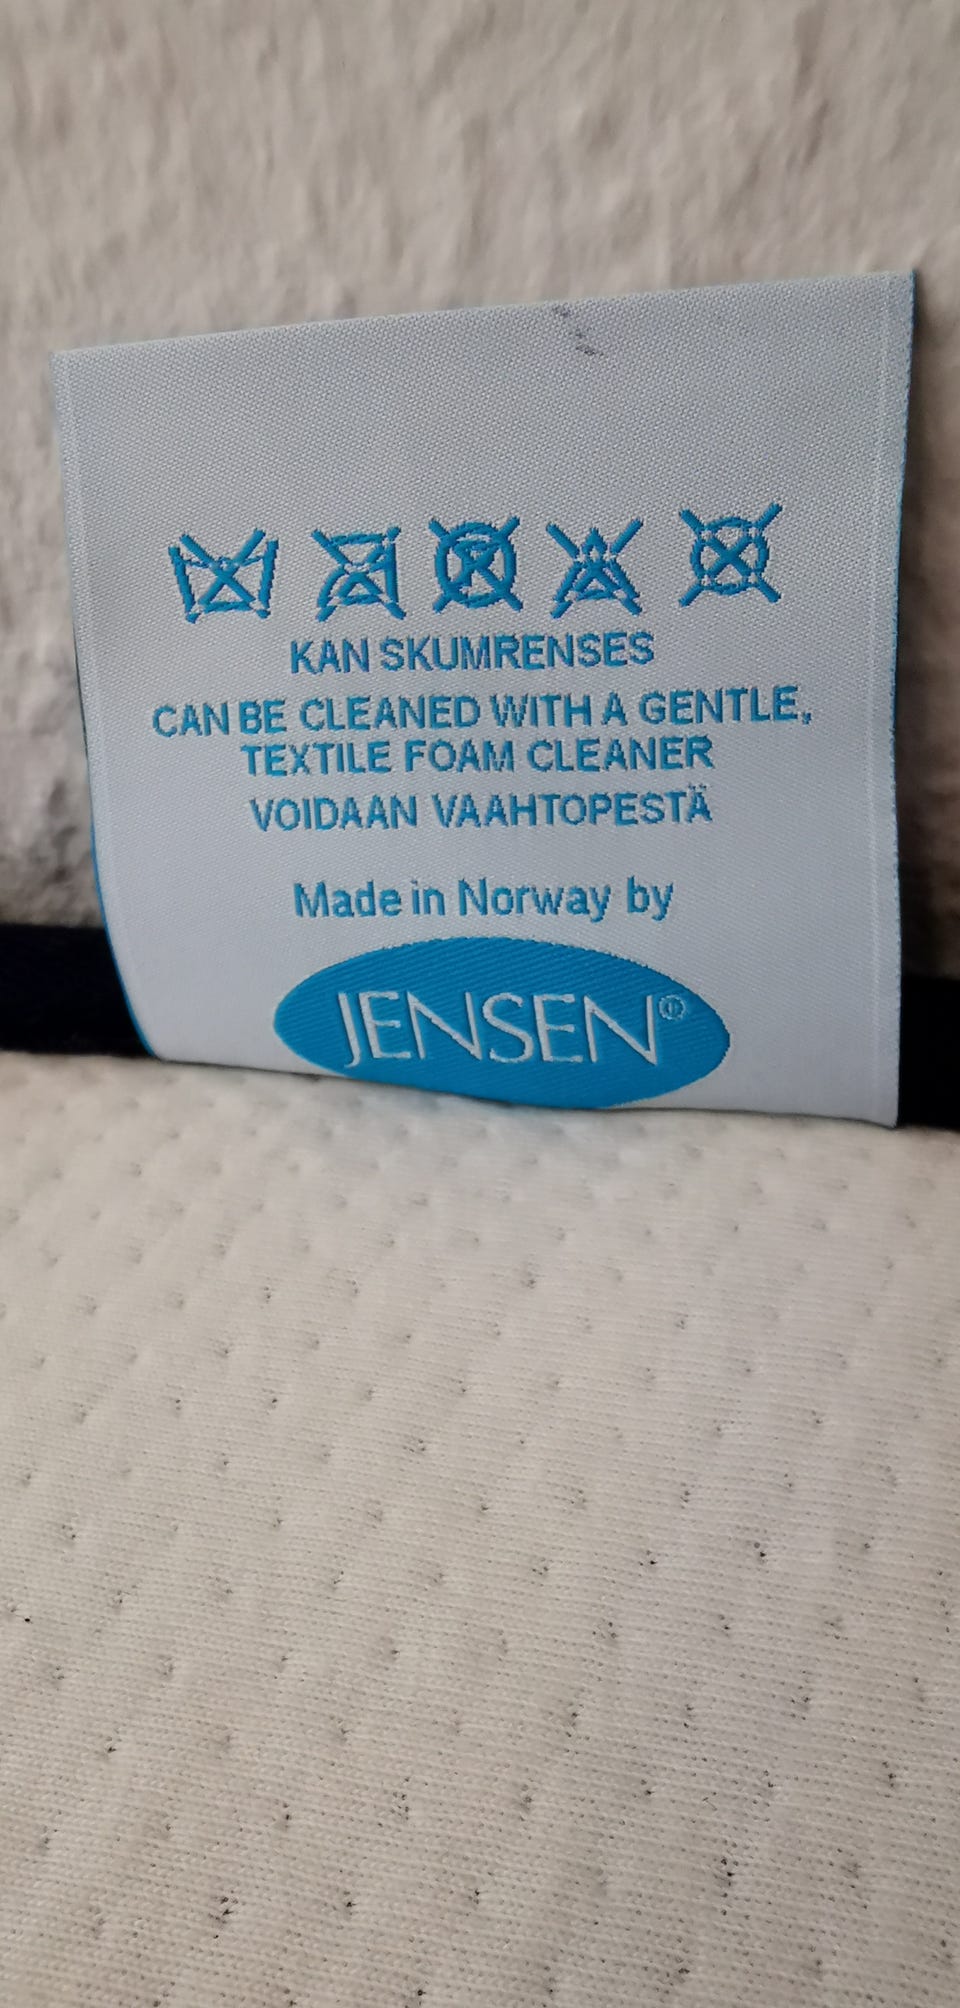 KAN SKUMRENSES
CAN BE CLEANED WITH A GENTLE,
TEXTILE FOAM CLEANER
VOIDAAN VAAHTOPESTÄ
Made in Norway by
JENSEN®